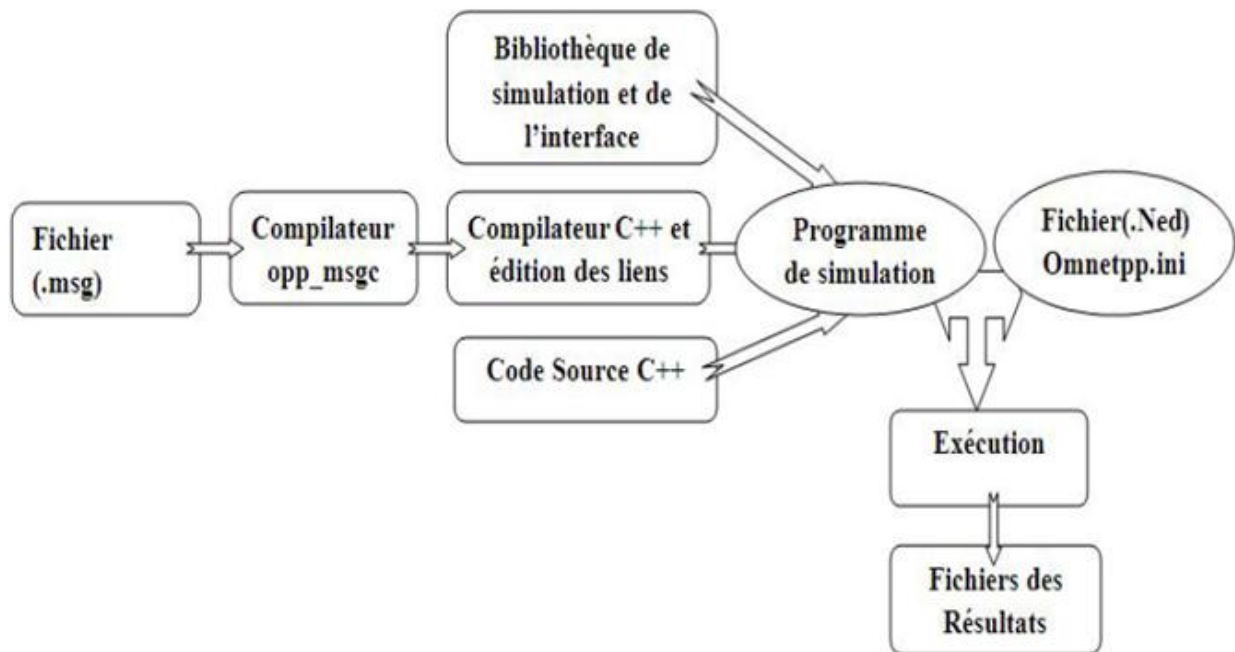 Bibliothèque de
simulation et de
l'interface
Fichier
(.msg)
Compilateur
opp_msgc
Compilateur C++ et
édition des liens
Programme
de simulation
Fichier(.Ned)
Omnetpp.ini
Code Source C++
Exécution
Fichiers des
Résultats